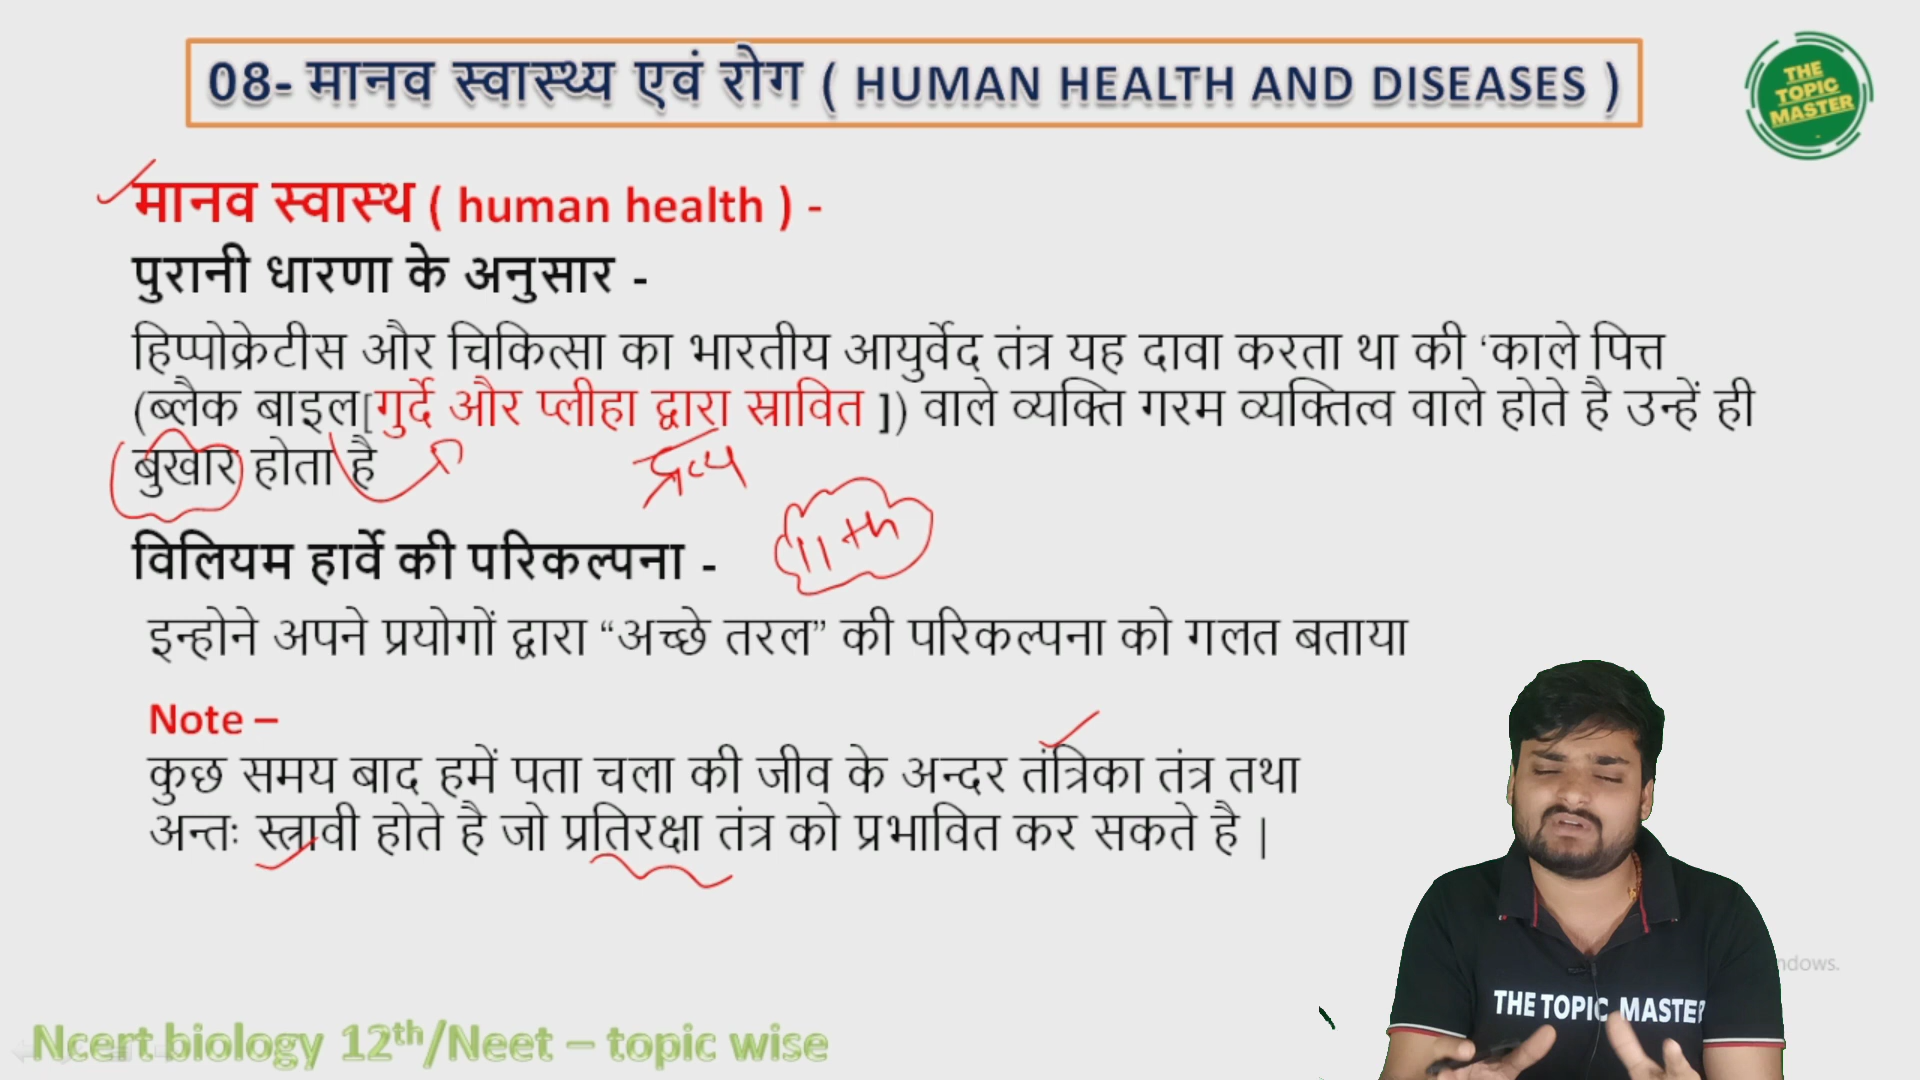 08- मानव स्वास्थ्य एवं रोग ( HUMAN HEALTH AND DISEASES )
THE
TOPIC
MASTER
मानव स्वास्थ ( human health ) -
पुरानी धारणा के अनुसार -
हिप्पोक्रेटीस और चिकित्सा का भारतीय आयुर्वेद तंत्र यह दावा करता था की ‘काले पित्त
(ब्लैक बाइल[गुर्दे और प्लीहा द्वारा स्रावित ]) वाले व्यक्ति गरम व्यक्तित्व वाले होते है उन्हें ही
बुखार होता है
द्रव्य
11th
विलियम हार्वे की परिकल्पना -
इन्होने अपने प्रयोगों द्वारा “अच्छे तरल” की परिकल्पना को गलत बताया
Note –
कुछ समय बाद हमें पता चला की जीव के अन्दर तंत्रिका तंत्र तथा
अन्तः स्त्रावी होते है जो प्रतिरक्षा तंत्र को प्रभावित कर सकते है |
ndows.
THE TOPIC MASTER
Ncert biology 12th/Neet – topic wise